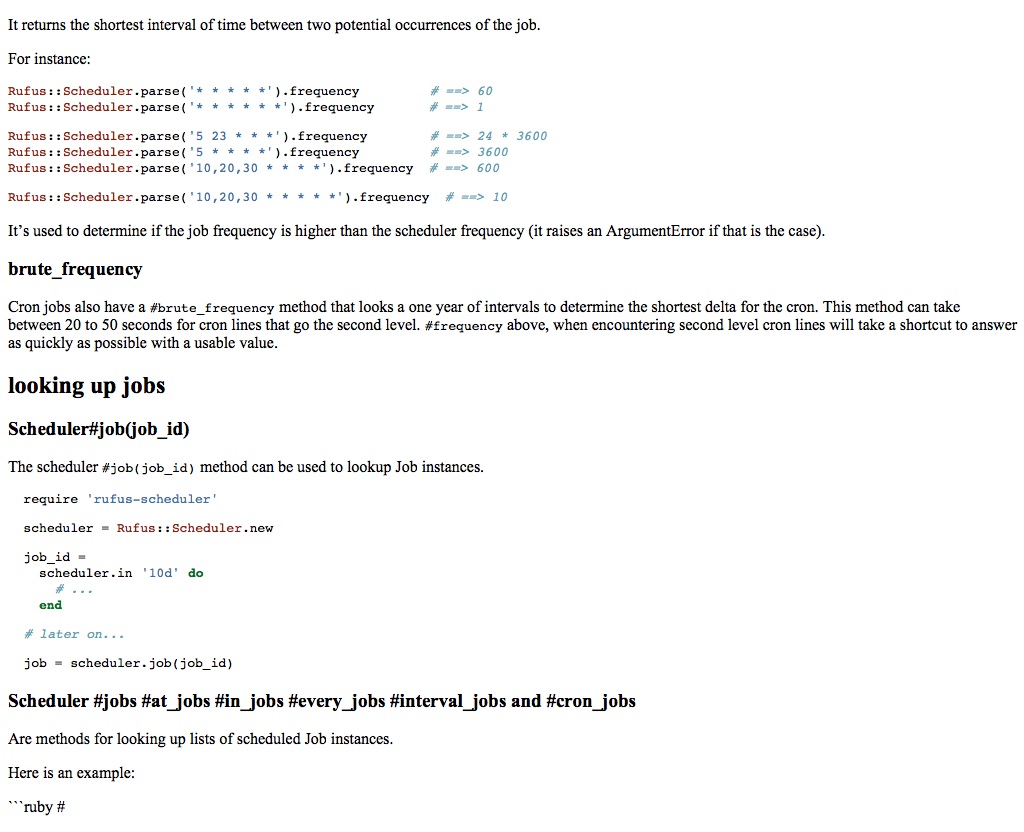 It returns the shortest interval of time between two potential occurrences of the job.
For instance:
Rufus::Scheduler.parse('* * * * *').frequency         # ==> 60
Rufus::Scheduler.parse('* * * * * *').frequency       # ==> 1
Rufus::Scheduler.parse('5 23 * * *').frequency        # ==> 24 * 3600
Rufus::Scheduler.parse('5 * * * *').frequency         # ==> 3600
Rufus::Scheduler.parse('10,20,30 * * * *').frequency  # ==> 600
Rufus::Scheduler.parse('10,20,30 * * * * *').frequency  # ==> 10
It’s used to determine if the job frequency is higher than the scheduler frequency (it raises an ArgumentError if that is the case).
brute_frequency
Cron jobs also have a #brute_frequency method that looks a one year of intervals to determine the shortest delta for the cron. This method can take
between 20 to 50 seconds for cron lines that go the second level. #frequency above, when encountering second level cron lines will take a shortcut to answer
as quickly as possible with a usable value.
looking up jobs
Scheduler#job(job_id)
The scheduler #job(job_id) method can be used to lookup Job instances.
require 'rufus-scheduler'
scheduler = Rufus::Scheduler.new
job_id =
  scheduler.in '10d' do
    # ...
  end
# later on...
job = scheduler.job(job_id)
Scheduler #jobs #at_jobs #in_jobs #every_jobs #interval_jobs and #cron_jobs
Are methods for looking up lists of scheduled Job instances.
Here is an example:
```ruby #